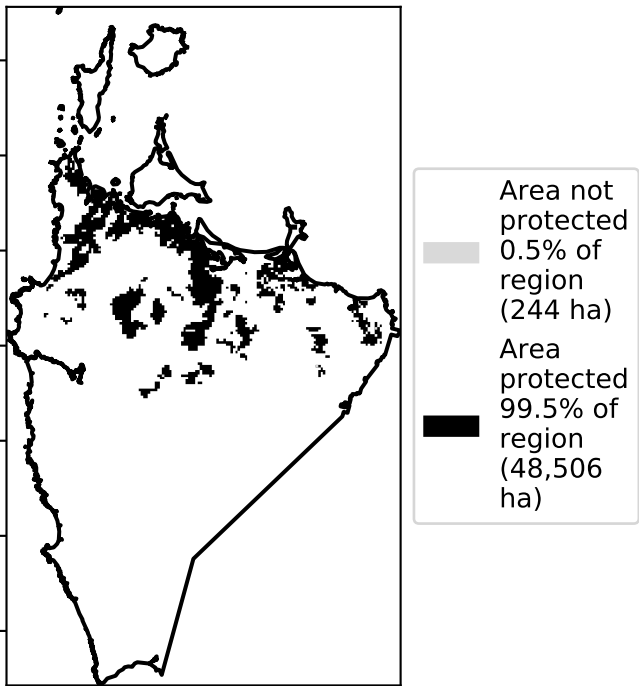 Area not
protected
0.5% of
region
(244 ha)
Area
protected
99.5% of
region
(48,506
ha)